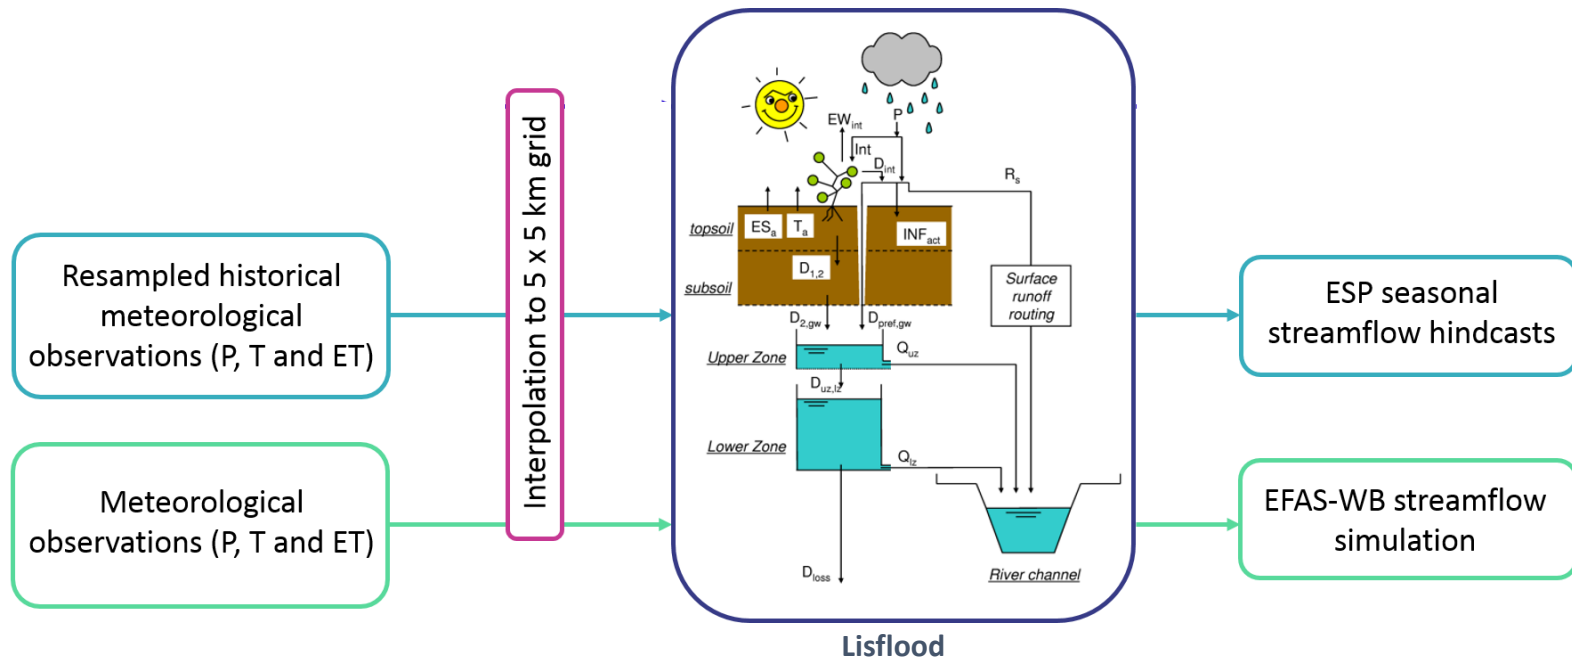 Resampled historical
meteorological
observations (P, T and ET)
Meteorological
observations (P, T and ET)
Interpolation to 5 x 5 km grid
EWint
P
Int
Dint
Rs
topsoil
ESa
Ta
INFact
D1,2
subsoil
Surface
runoff
routing
D2,gw
Dpref,gw
Upper Zone
Quz
Duz,lz
Lower Zone
Qlz
Dloss
River channel
Lisflood
ESP seasonal
streamflow hindcasts
EFAS-WB streamflow
simulation